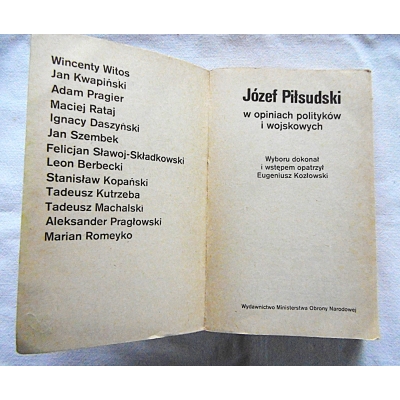 Wincenty Witos
Jan Kwapiński
Adam Pragier
Maciej Rataj
Ignacy Daszyński
Jan Szembek
Felicjan Sławoj-Składkowski
Leon Berbecki
Stanisław Kopański
Tadeusz Kutrzeba
Tadeusz Machalski
Aleksander Pragłowski
Marian Romeyko
Józef Piłsudski
w opiniach polityków
i wojskowych
Wyboru dokonał
i wstępem opatrzył
Eugeniusz Kozłowski
Wydawnictwo Ministerstwa Obrony Narodowej